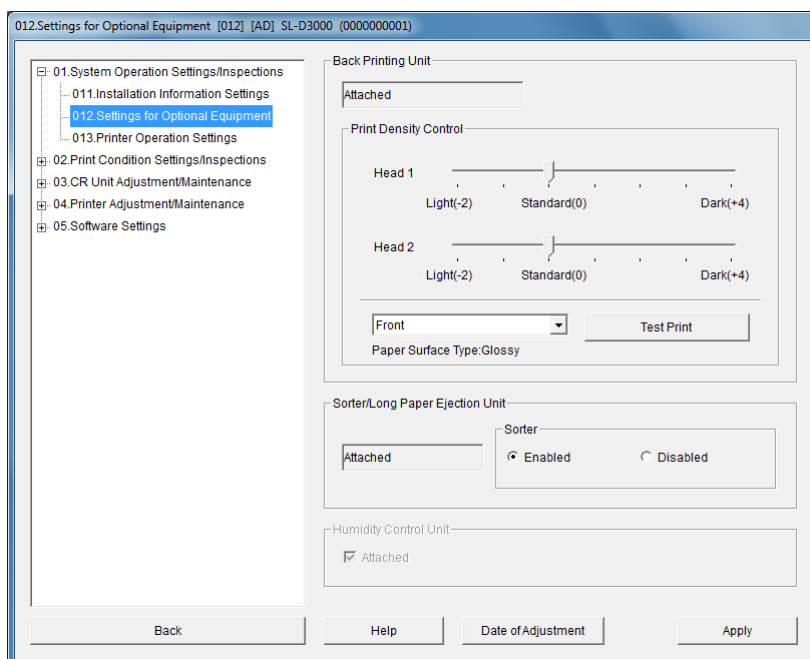 012.Settings for Optional Equipment [012] [AD] SL-D3000 (0000000001)
01.System Operation Settings/Inspections
011.Installation Information Settings
012.Settings for Optional Equipment
013.Printer Operation Settings
02.Print Condition Settings/Inspections
03.CR Unit Adjustment/Maintenance
04.Printer Adjustment/Maintenance
05.Software Settings
Back Printing Unit
Attached
Print Density Control
Head 1
Light(-2) Standard(0) Dark(+4)
Head 2
Light(-2) Standard(0) Dark(+4)
Front Test Print
Paper Surface Type:Glossy
Sorter/Long Paper Ejection Unit
Attached
Sorter
Enabled Disabled
Humidity Control Unit
Attached
Back Help Date of Adjustment Apply